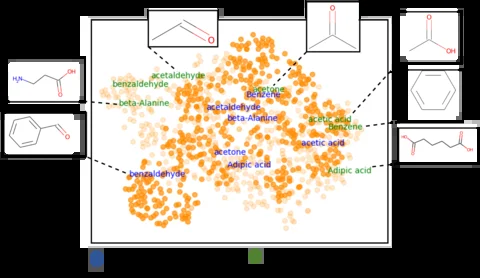 O
O
O
OH
acetaldehyde
benzaldehyde
acetone
Benzene
H₂N
OH
O
beta-Alanine
acetaldehyde
beta-Alanine
acetic acid
Benzene
O
acetic acid
HO
O
O
OH
acetone
Adipic acid
Adipic acid
benzaldehyde